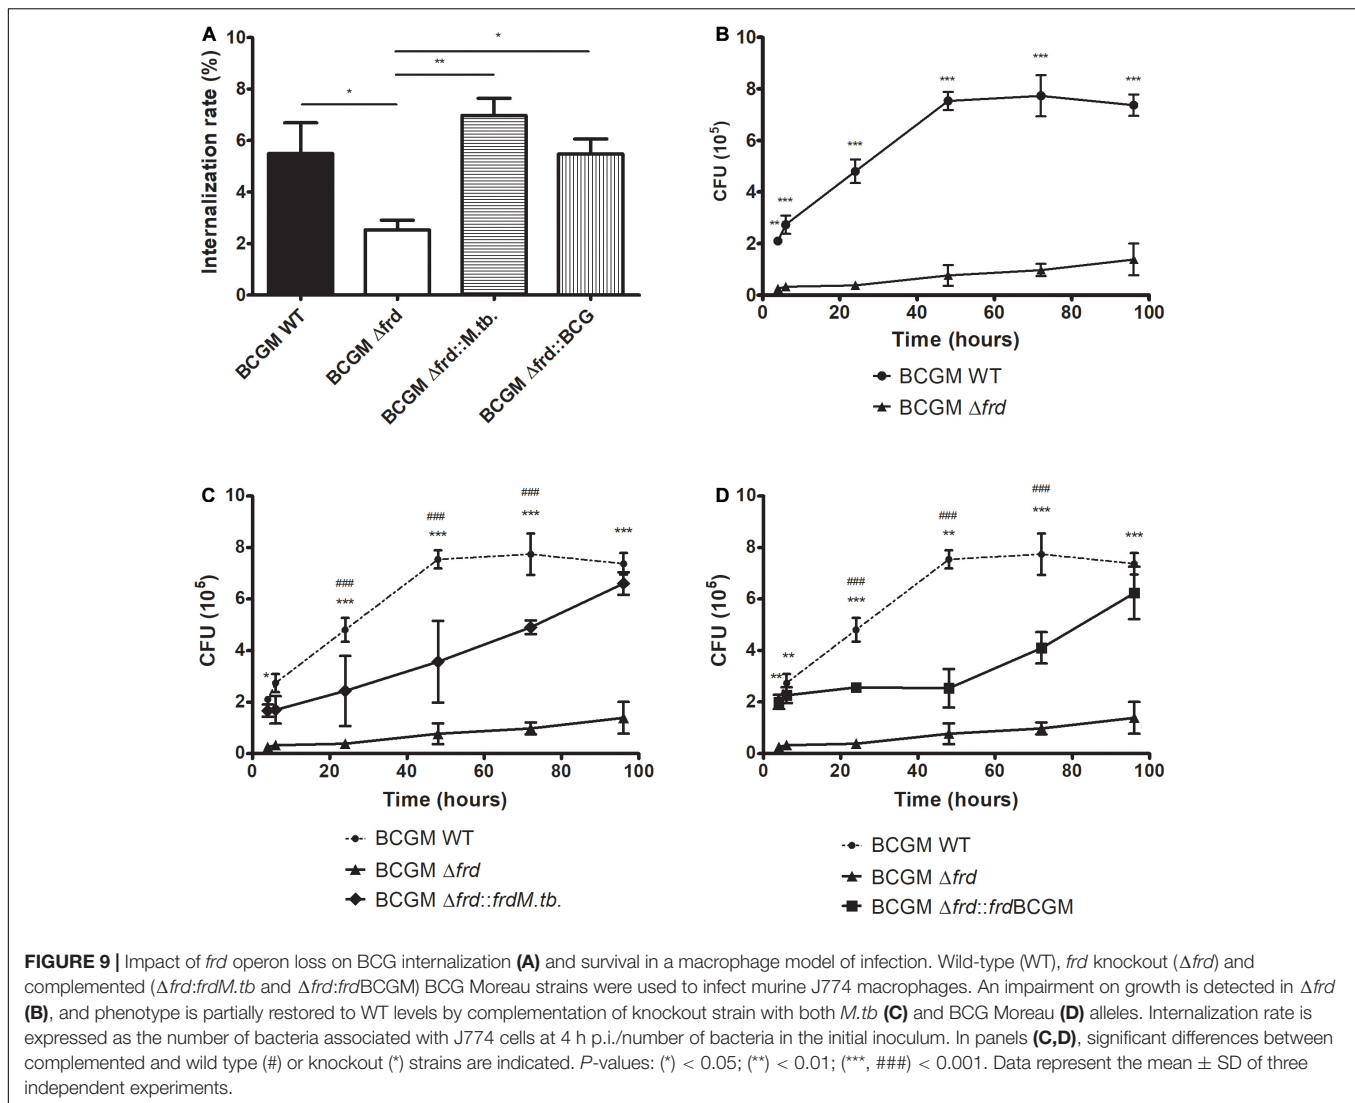 A
Internalization rate (%)
10
8
6
4
2
0
*
**
*
BCGM WT
BCGM Δfrd
BCGM Δfrd::M.tb.
BCGM Δfrd::BCG
B
CFU (10⁵)
10
8
6
4
2
0
** *** *** *** *** ***
0 20 40 60 80 100
Time (hours)
BCGM WT
BCGM Δfrd
C
CFU (10⁵)
10
8
6
4
2
0
### ### ###
* *** *** *** ***
0 20 40 60 80 100
Time (hours)
BCGM WT
BCGM Δfrd
BCGM Δfrd::frdM.tb.
D
CFU (10⁵)
10
8
6
4
2
0
### ### ###
** ** *** ** *** ***
0 20 40 60 80 100
Time (hours)
BCGM WT
BCGM Δfrd
BCGM Δfrd::frdBCGM
FIGURE 9 | Impact of frd operon loss on BCG internalization (A) and survival in a macrophage model of infection. Wild-type (WT), frd knockout (Δfrd) and
complemented (Δfrd:frdM.tb and Δfrd:frdBCGM) BCG Moreau strains were used to infect murine J774 macrophages. An impairment on growth is detected in Δfrd
(B), and phenotype is partially restored to WT levels by complementation of knockout strain with both M.tb (C) and BCG Moreau (D) alleles. Internalization rate is
expressed as the number of bacteria associated with J774 cells at 4 h p.i./number of bacteria in the initial inoculum. In panels (C,D), significant differences between
complemented and wild type (#) or knockout (*) strains are indicated. P-values: (*) < 0.05; (**) < 0.01; (***, ###) < 0.001. Data represent the mean ± SD of three
independent experiments.